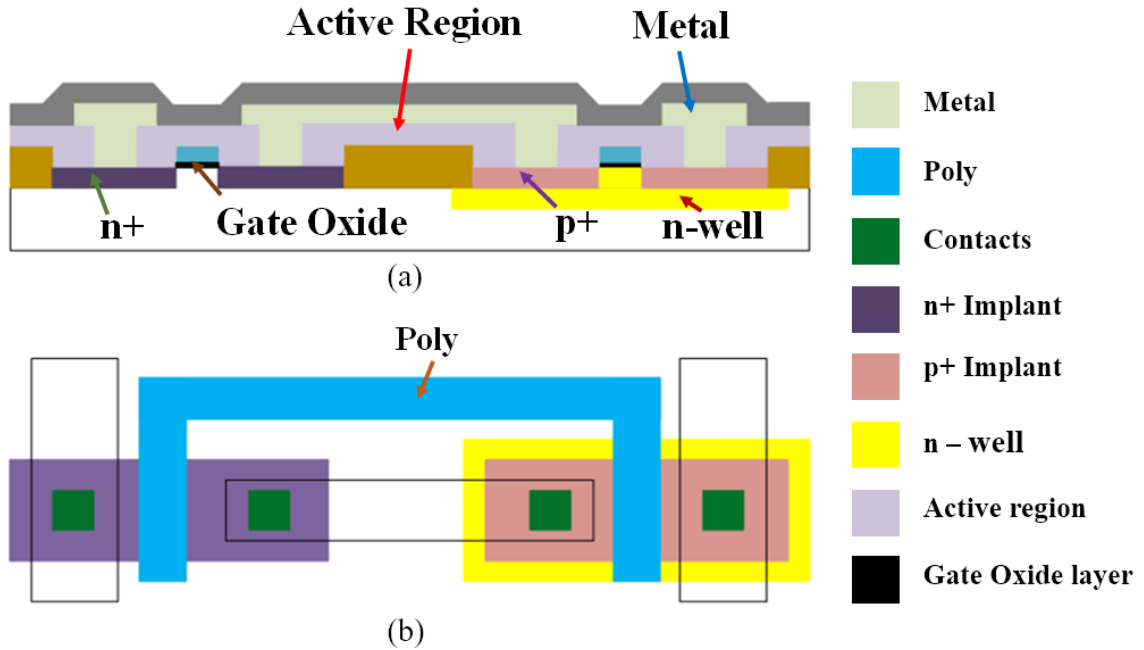 Active Region
Metal
n+
Gate Oxide
p+
n-well
(a)
Poly
(b)
Metal
Poly
Contacts
n+ Implant
p+ Implant
n – well
Active region
Gate Oxide layer